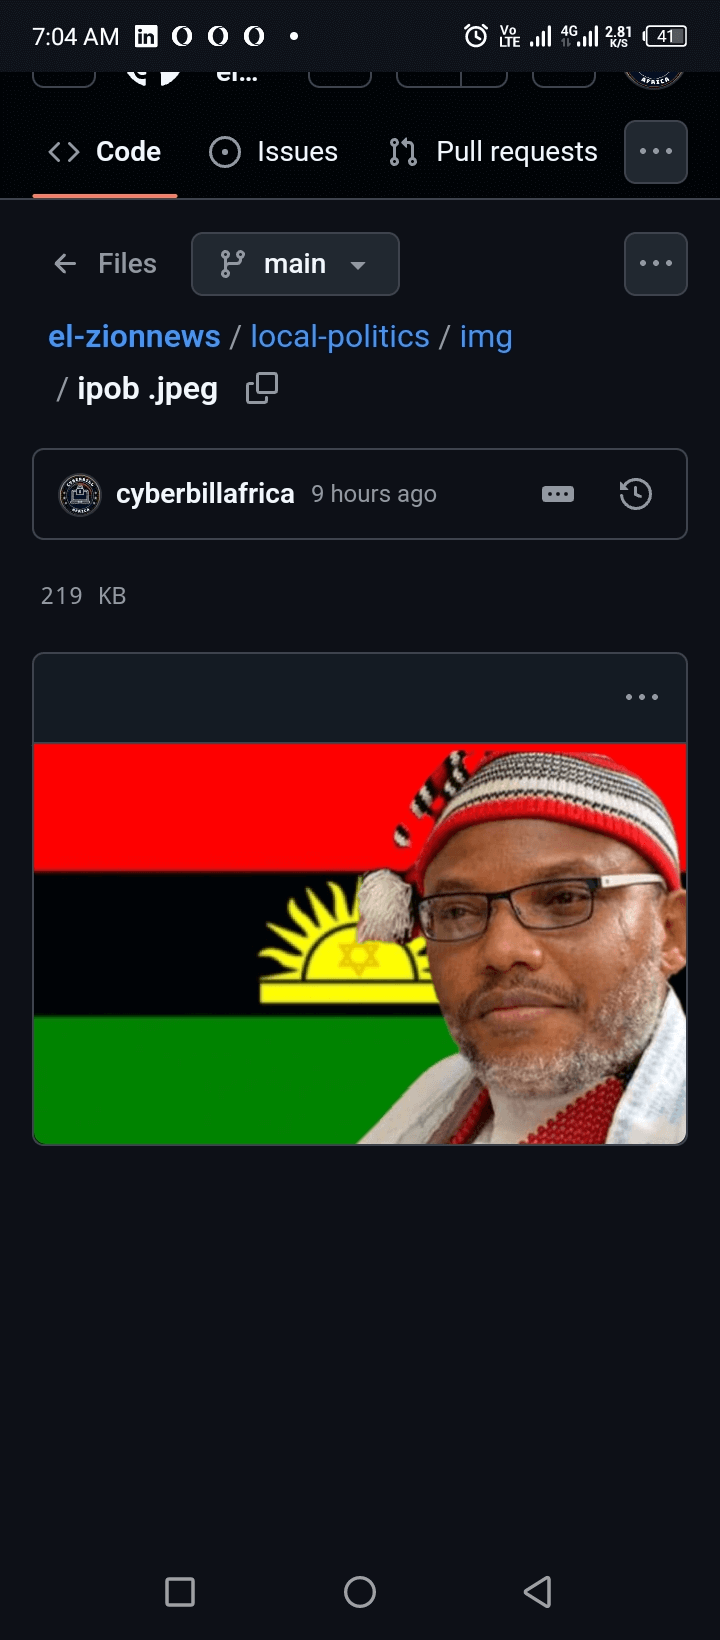 7:04 AM
Vo LTE 4G 2.81 K/S 41
el...
AFRICA
Code Issues Pull requests
Files main
el-zionnews / local-politics / img
/ ipob .jpeg
cyberbillafrica 9 hours ago
219 KB